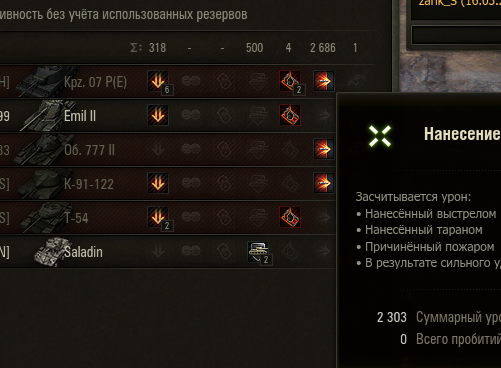 ивность без учёта использованных резервов
Σ: 318 - - 500 4 2 686 1
H] Kpz. 07 P(E) 6 2
99 Emil II
33 Об. 777 II
S] K-91-122
S] T-54 2
N] Saladin 2
Нанесение
Засчитывается урон:
• Нанесённый выстрелом
• Нанесённый тараном
• Причинённый пожаром
• В результате сильного у
2 303 Суммарный уро
0 Всего пробити